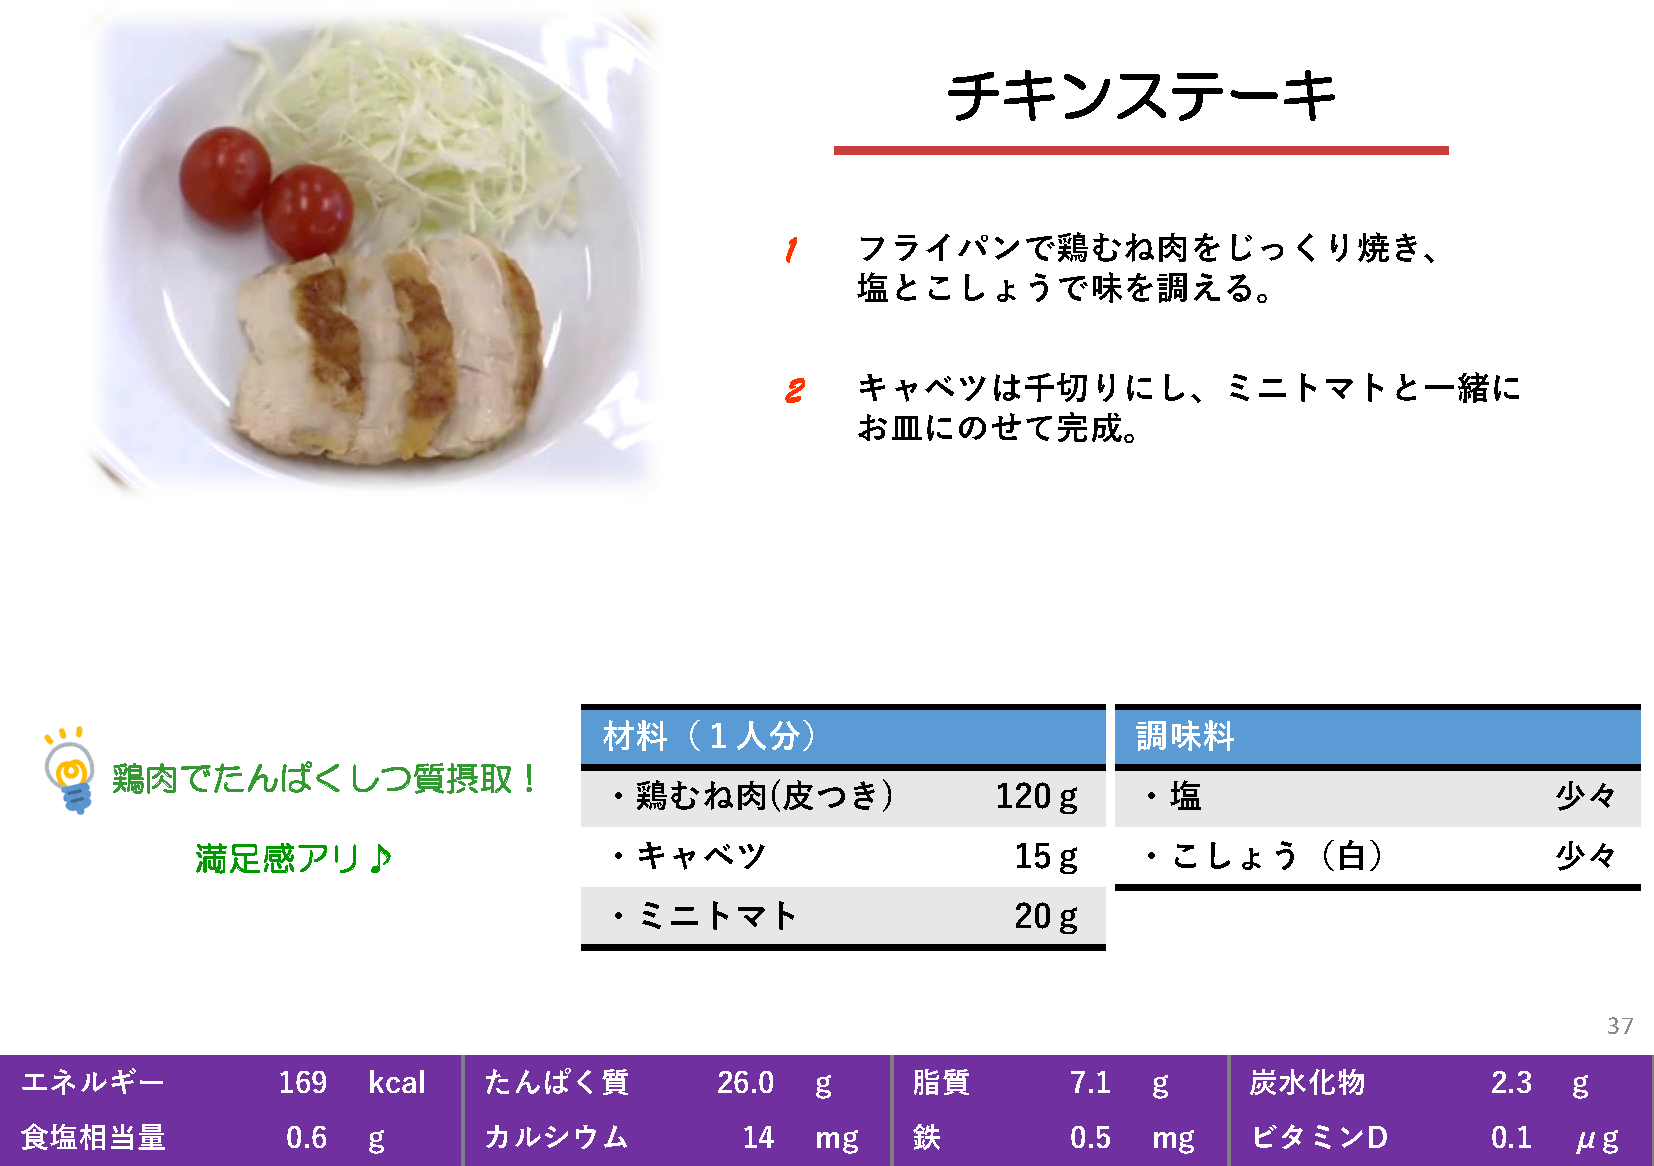 チキンステーキ
1 フライパンで鶏むね肉をじっくり焼き、
塩とこしょうで味を調える。
2 キャベツは千切りにし、ミニトマトと一緒に
お皿にのせて完成。
鶏肉でたんぱくしつ質摂取！
満足感アリ♪
材料（１人分）
・鶏むね肉(皮つき) 120ｇ
・キャベツ 15ｇ
・ミニトマト 20ｇ
調味料
・塩 少々
・こしょう（白） 少々
37
エネルギー 169 kcal たんぱく質 26.0 g 脂質 7.1 g 炭水化物 2.3 g
食塩相当量 0.6 g カルシウム 14 mg 鉄 0.5 mg ビタミンD 0.1 μg